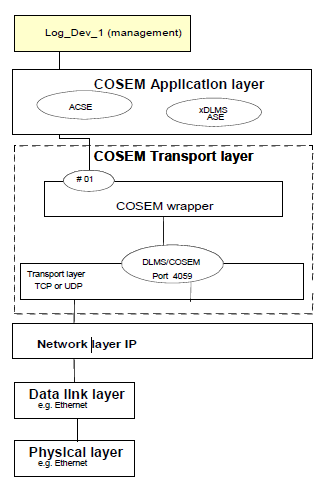 Log_Dev_1 (management)
COSEM Application layer
ACSE
xDLMS
ASE
COSEM Transport layer
# 01
COSEM wrapper
DLMS/COSEM
Port 4059
Transport layer
TCP or UDP
Network layer IP
Data link layer
e.g. Ethernet
Physical layer
e.g. Ethernet